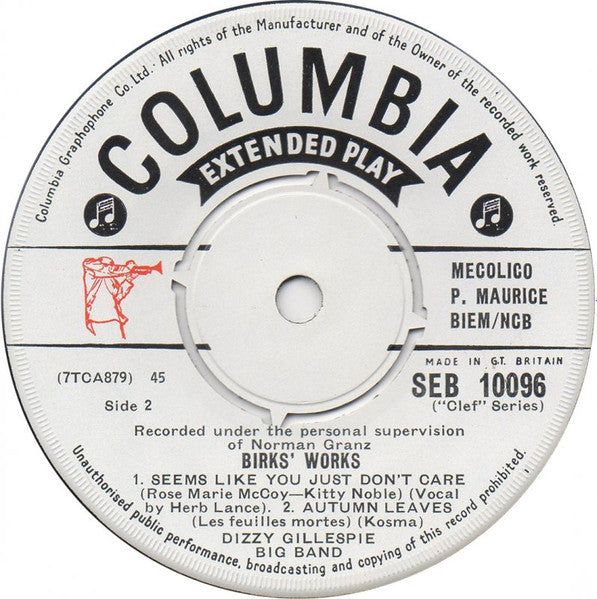 Columbia Graphophone Co. Ltd. All rights of the Manufacturer and of the Owner of the recorded work reserved.
COLUMBIA
EXTENDED PLAY
MECOLICO
P. MAURICE
BIEM/NCB
MADE IN GT. BRITAIN
(7TCA879) 45
SEB 10096
Side 2
("Clef" Series)
Recorded under the personal supervision
of Norman Granz
BIRKS' WORKS
1. SEEMS LIKE YOU JUST DON'T CARE
(Rose Marie McCoy—Kitty Noble) (Vocal
by Herb Lance). 2. AUTUMN LEAVES
(Les feuilles mortes) (Kosma)
DIZZY GILLESPIE
BIG BAND
Unauthorised public performance, broadcasting and copying of this record prohibited.